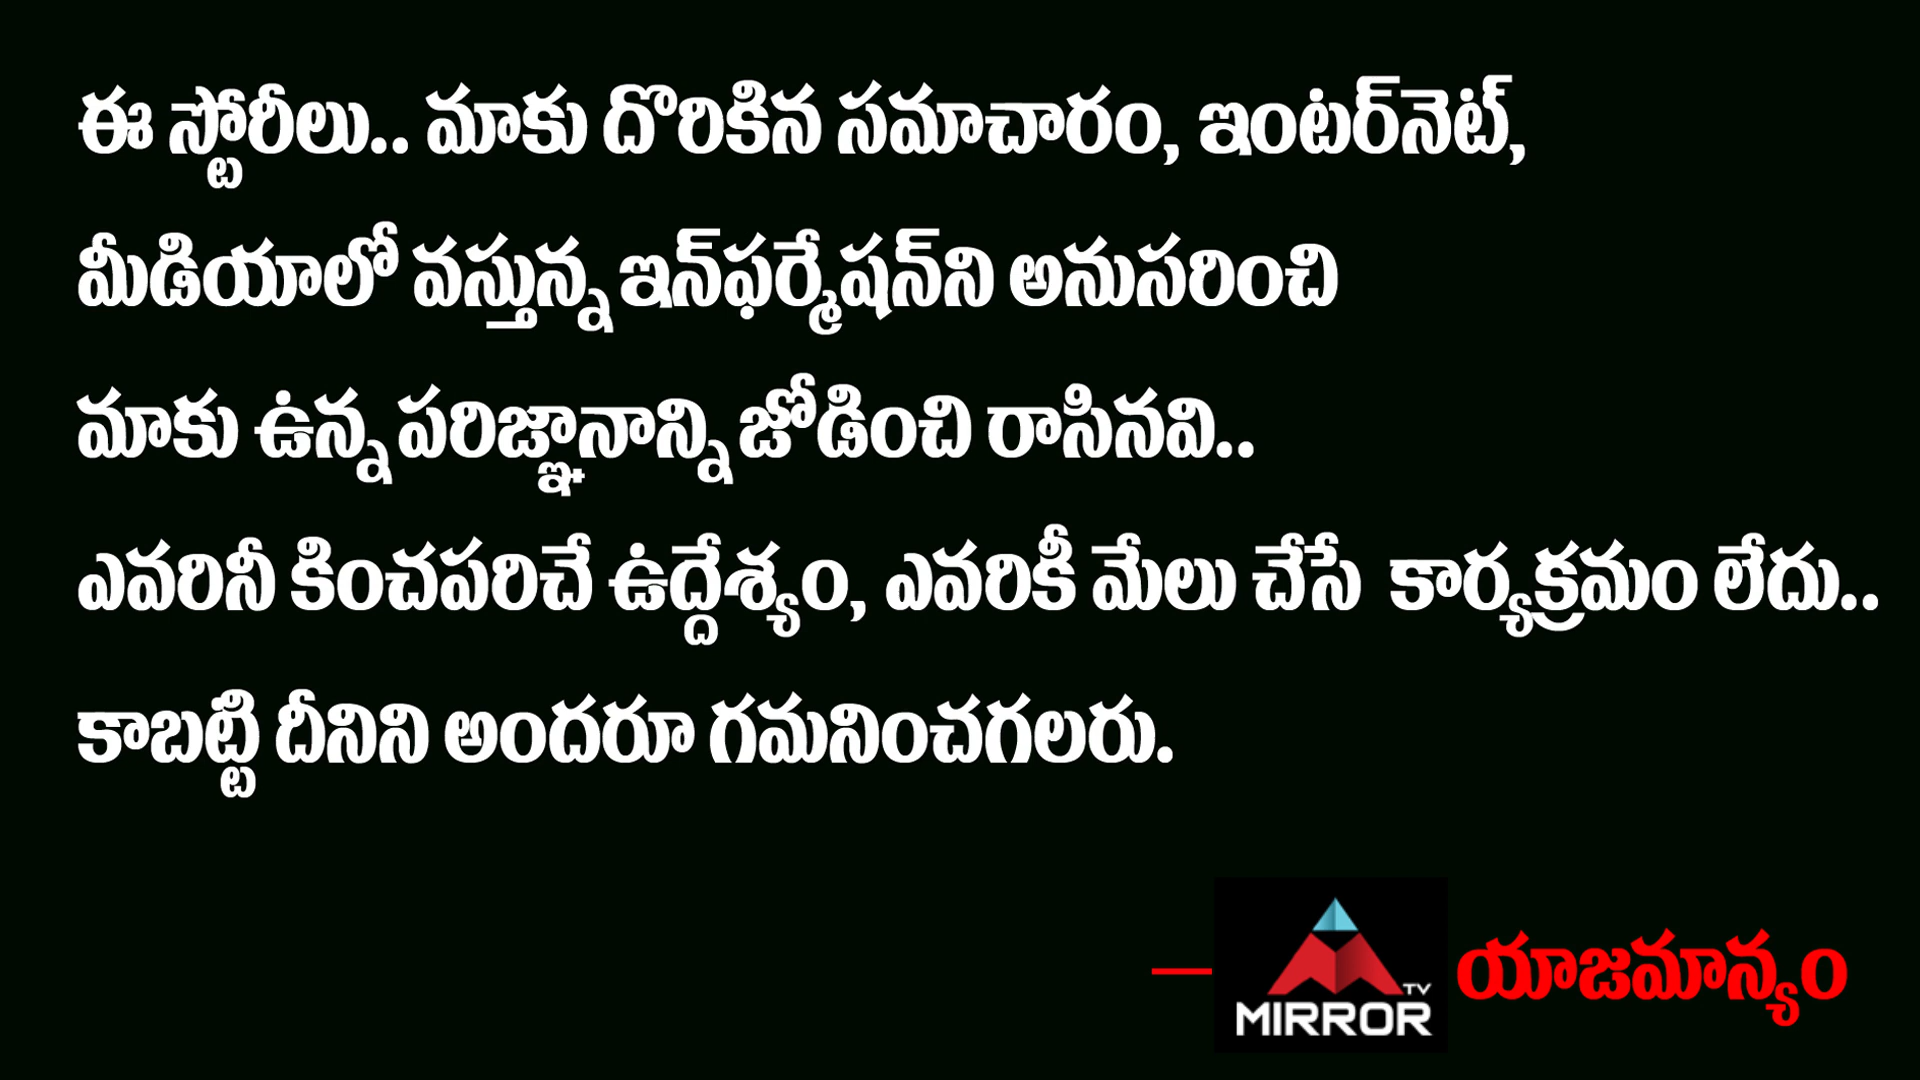 ఈ స్టోరీలు.. మాకు దొరికిన సమాచారం, ఇంటర్‌నెట్,
మీడియాలో వస్తున్న ఇన్‌ఫర్మేషన్‌ని అనుసరించి
మాకు ఉన్న పరిజ్ఞానాన్ని జోడించి రాసినవి..
ఎవరినీ కించపరిచే ఉద్దేశ్యం, ఎవరికీ మేలు చేసే కార్యక్రమం లేదు..
కాబట్టి దీనిని అందరూ గమనించగలరు.
— MIRROR TV యాజమాన్యం